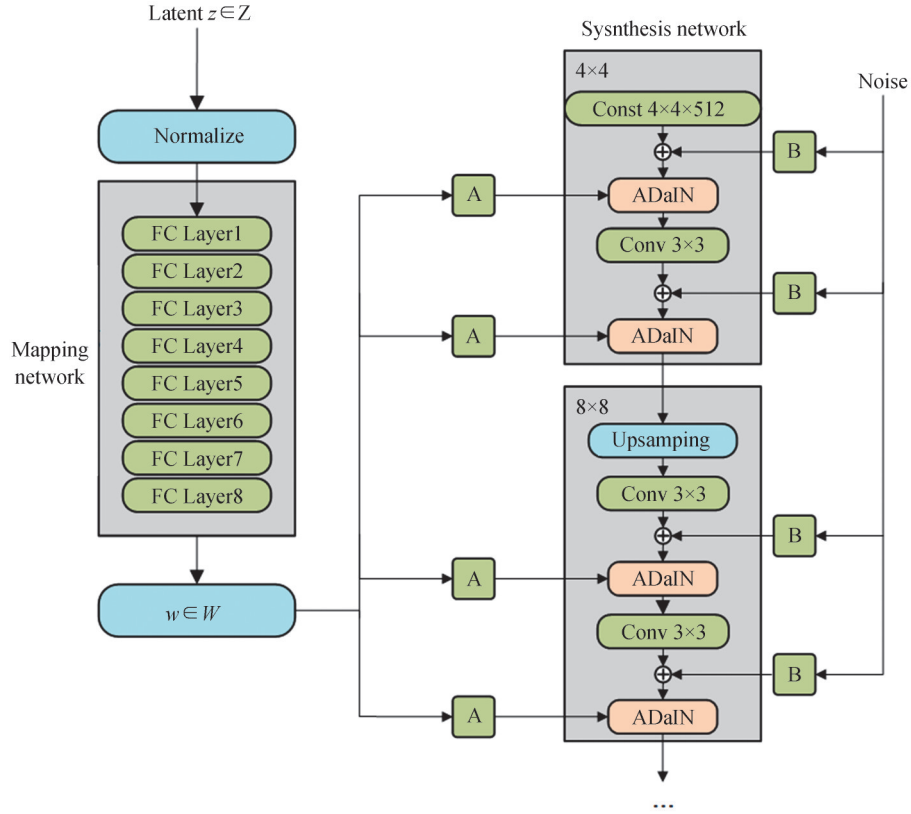 Latent z∈Z
Normalize
Mapping
network
FC Layer1
FC Layer2
FC Layer3
FC Layer4
FC Layer5
FC Layer6
FC Layer7
FC Layer8
w∈W
A
A
A
A
Sysnthesis network
4×4
Const 4×4×512
ADaIN
Conv 3×3
ADaIN
8×8
Upsamping
Conv 3×3
ADaIN
Conv 3×3
ADaIN
...
Noise
B
B
B
B